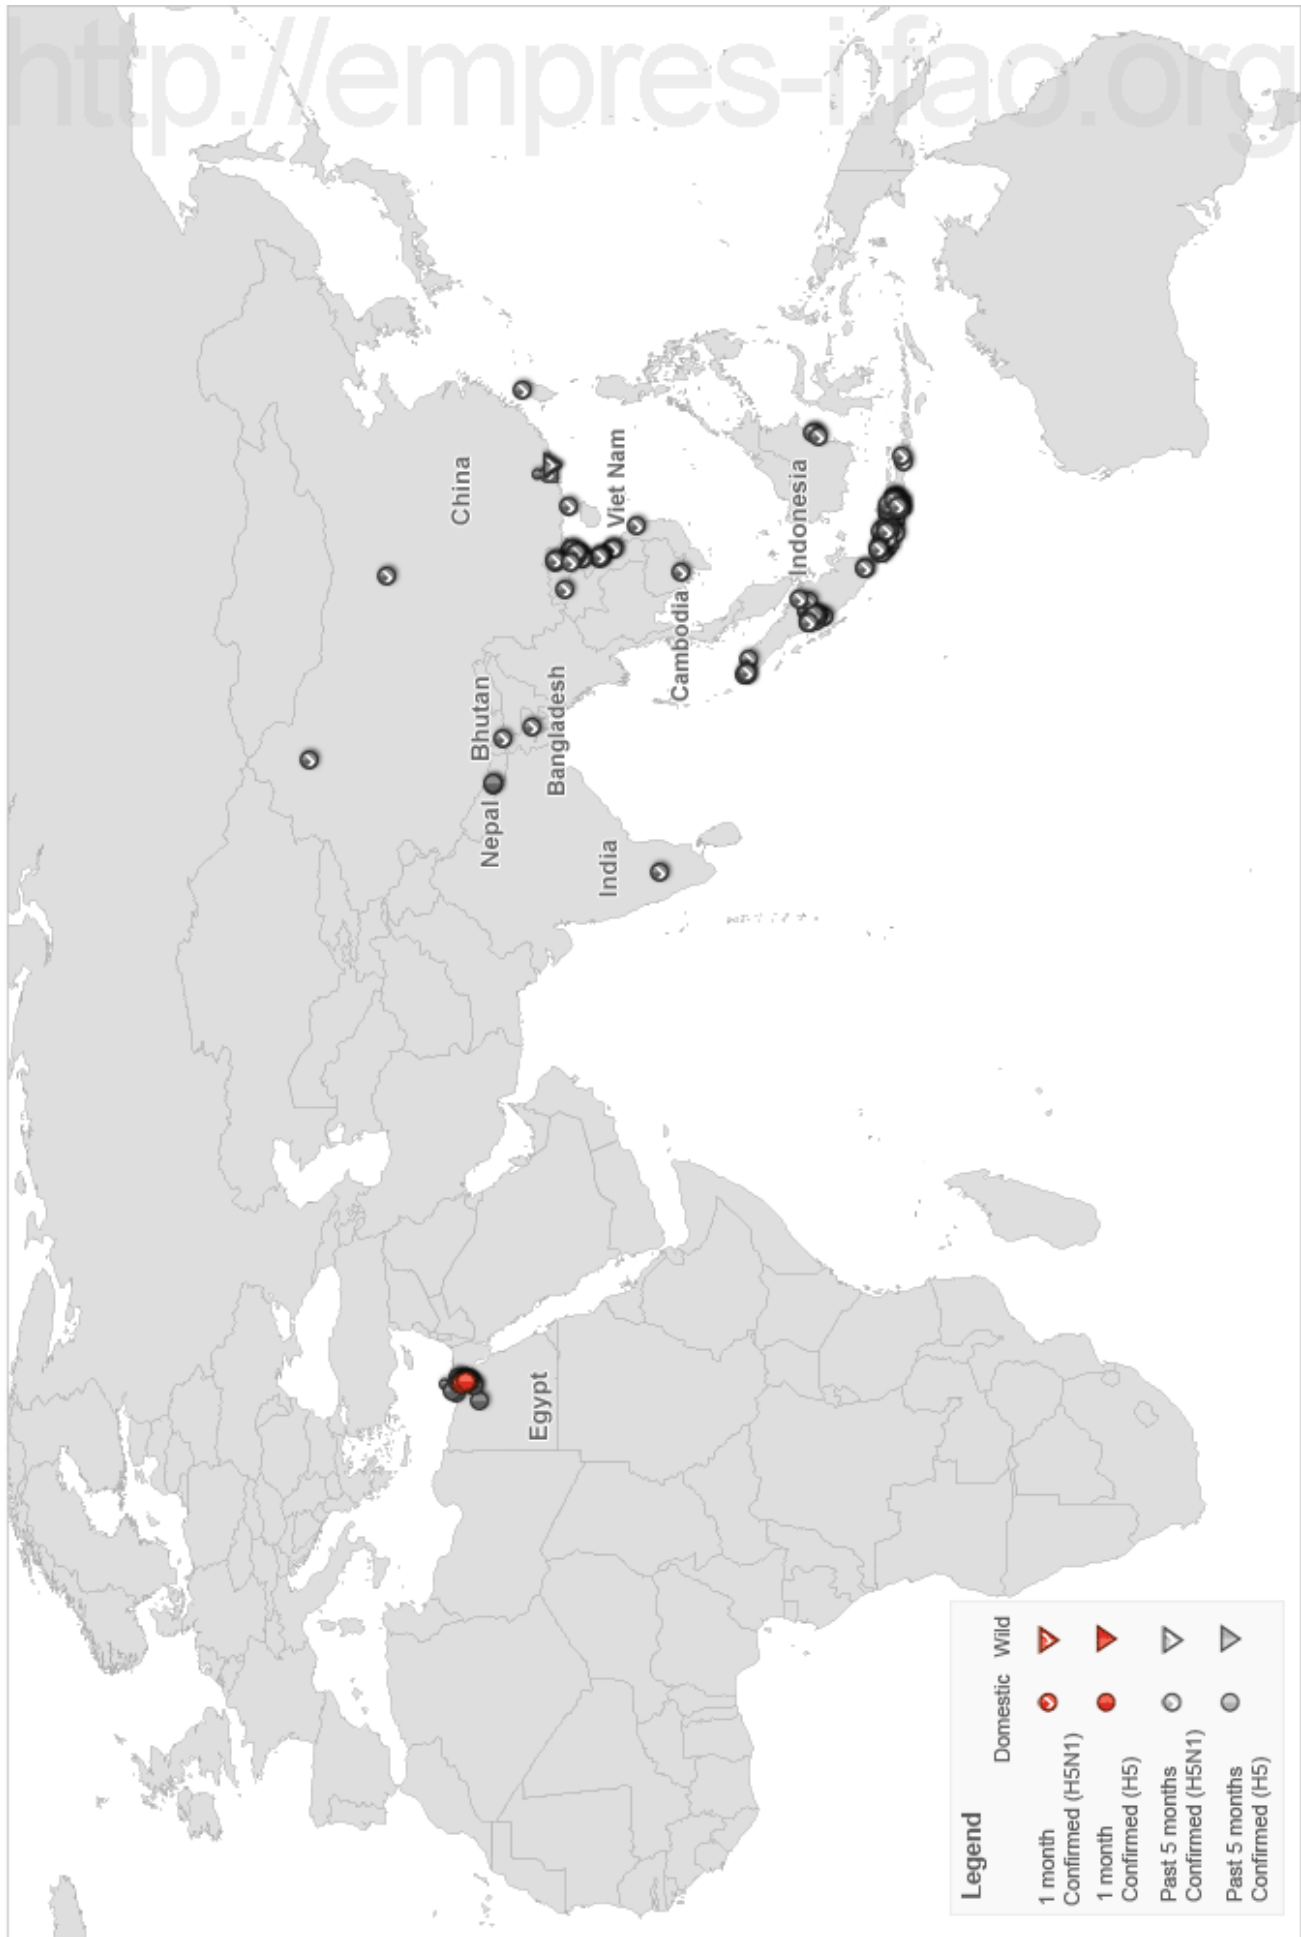 http://empres-i.fao.org
China
Viet Nam
Bhutan
Nepal
Bangladesh
India
Cambodia
Indonesia
Egypt
Legend
Domestic Wild
1 month
Confirmed (H5N1)
1 month
Confirmed (H5)
Past 5 months
Confirmed (H5N1)
Past 5 months
Confirmed (H5)